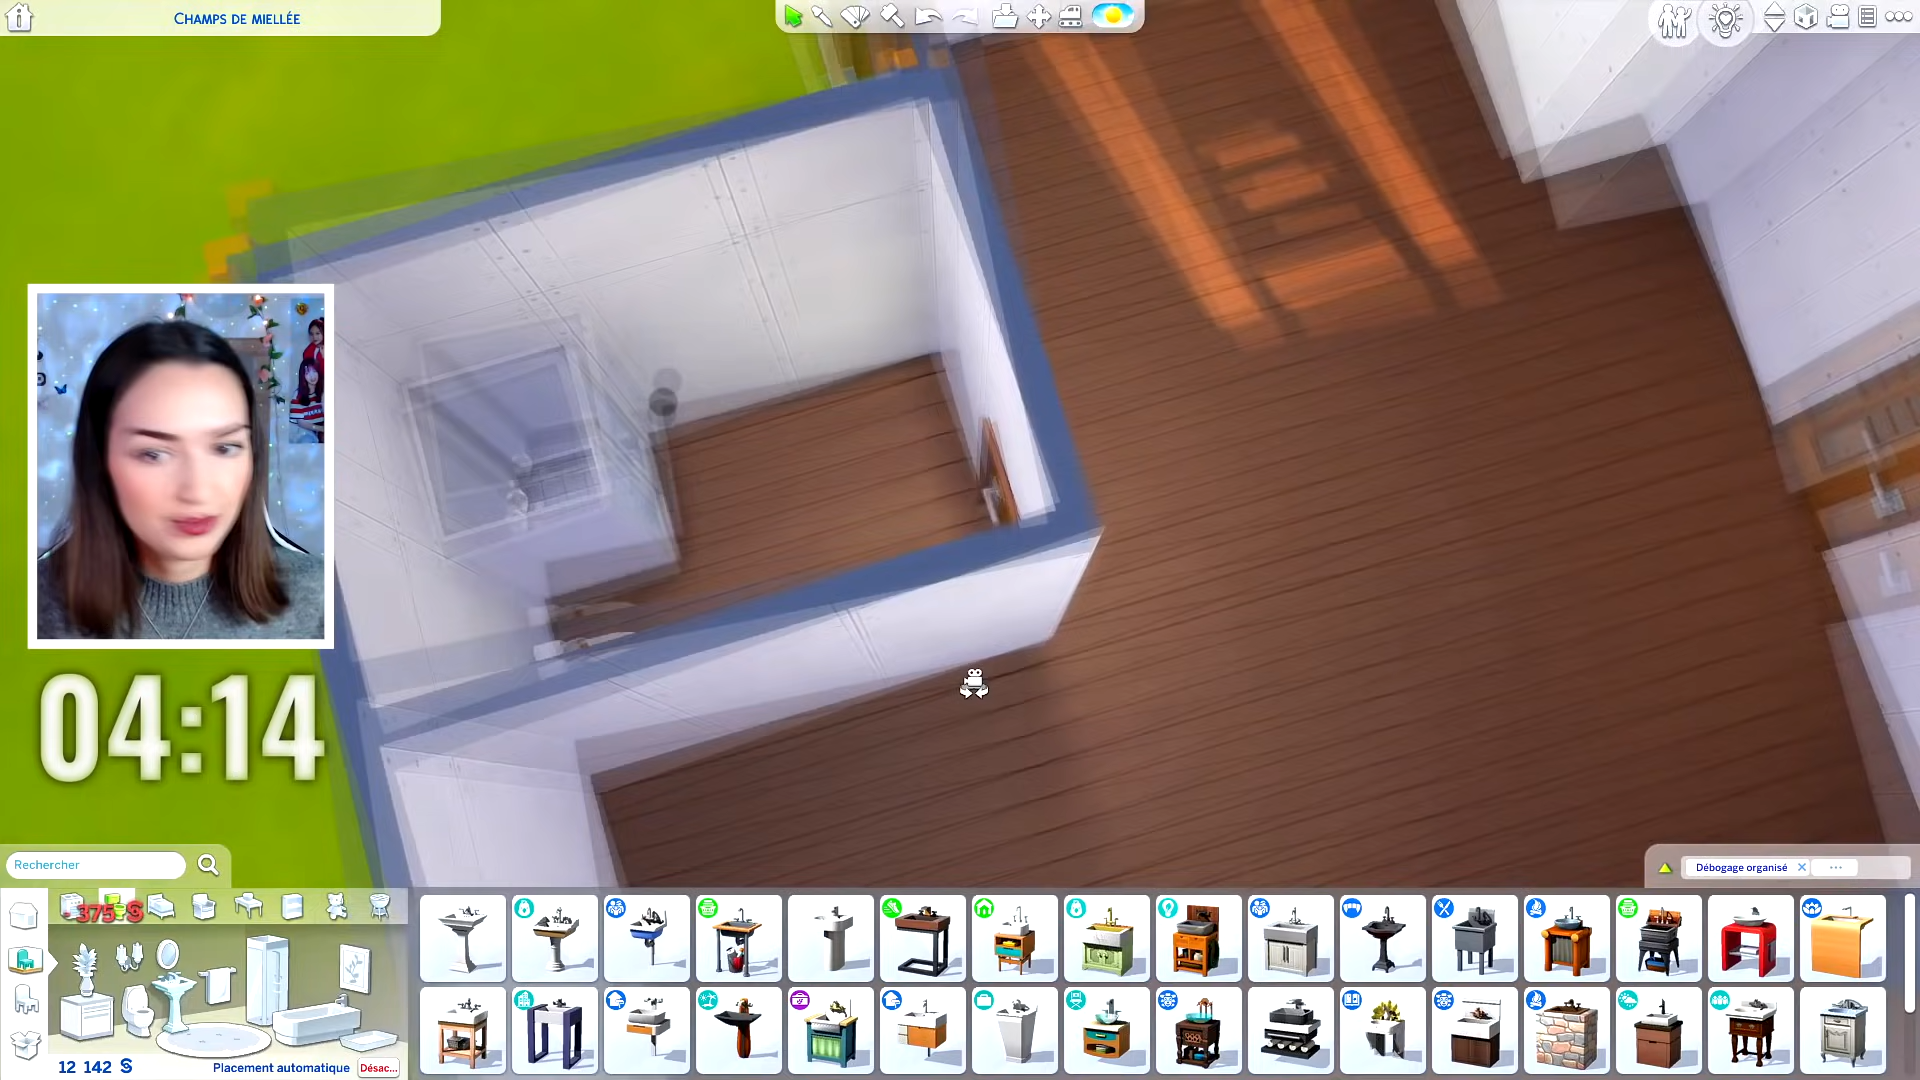 Champs de miellée
04:14
Rechercher
Débogage organisé
- 375 §
12 142 §
Placement automatique
Désac...